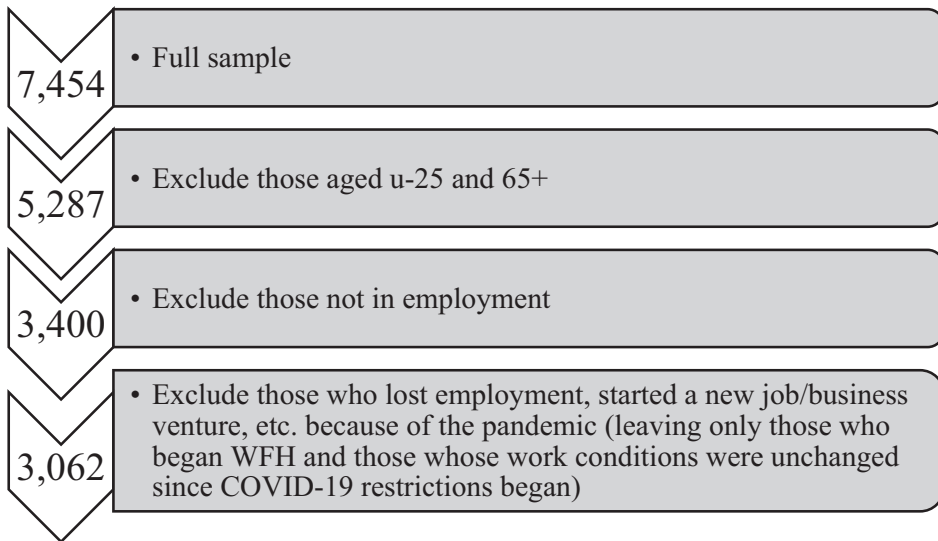 7,454
• Full sample
5,287
• Exclude those aged u-25 and 65+
3,400
• Exclude those not in employment
3,062
• Exclude those who lost employment, started a new job/business
venture, etc. because of the pandemic (leaving only those who
began WFH and those whose work conditions were unchanged
since COVID-19 restrictions began)